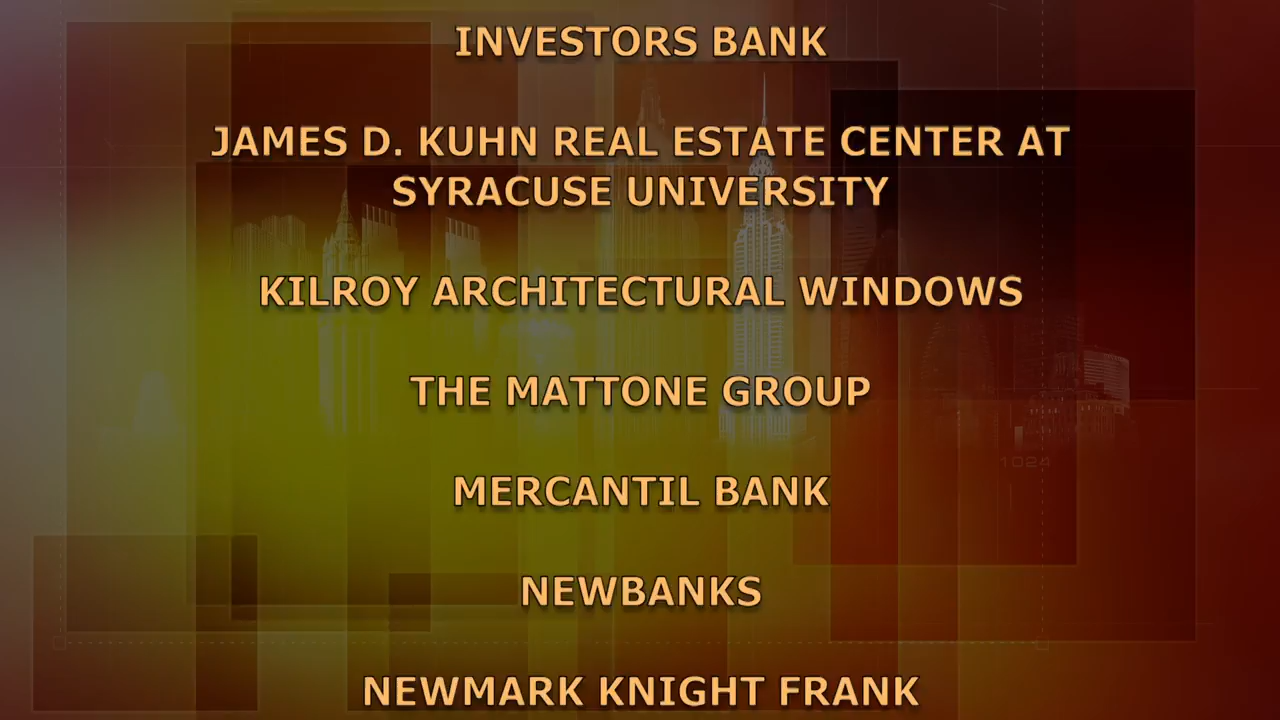 INVESTORS BANK
JAMES D. KUHN REAL ESTATE CENTER AT
SYRACUSE UNIVERSITY
KILROY ARCHITECTURAL WINDOWS
THE MATTONE GROUP
MERCANTIL BANK
1024
NEWBANKS
NEWMARK KNIGHT FRANK